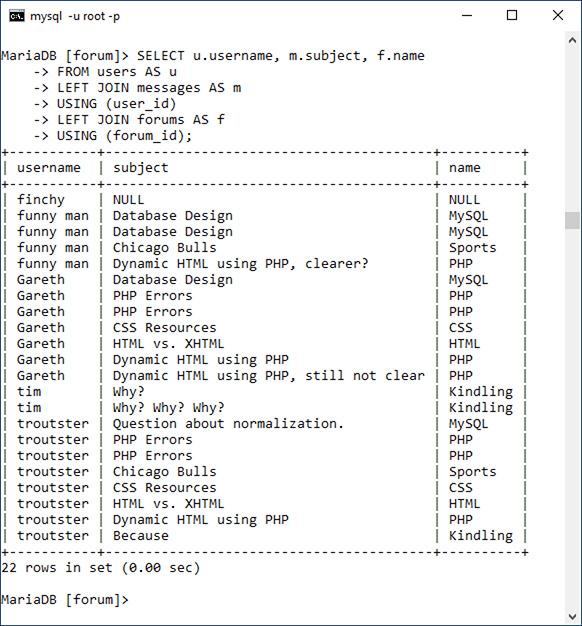 mysql -u root -p
MariaDB [forum]> SELECT u.username, m.subject, f.name
    -> FROM users AS u
    -> LEFT JOIN messages AS m
    -> USING (user_id)
    -> LEFT JOIN forums AS f
    -> USING (forum_id);
+-----------+-----------------------------------------+----------+
| username  | subject                                 | name     |
+-----------+-----------------------------------------+----------+
| finchy    | NULL                                    | NULL     |
| funny man | Database Design                         | MySQL    |
| funny man | Database Design                         | MySQL    |
| funny man | Chicago Bulls                           | Sports   |
| funny man | Dynamic HTML using PHP, clearer?        | PHP      |
| Gareth    | Database Design                         | MySQL    |
| Gareth    | PHP Errors                              | PHP      |
| Gareth    | PHP Errors                              | PHP      |
| Gareth    | CSS Resources                           | CSS      |
| Gareth    | HTML vs. XHTML                          | HTML     |
| Gareth    | Dynamic HTML using PHP                  | PHP      |
| Gareth    | Dynamic HTML using PHP, still not clear | PHP      |
| tim       | Why?                                    | Kindling |
| tim       | Why? Why? Why?                          | Kindling |
| troutster | Question about normalization.           | MySQL    |
| troutster | PHP Errors                              | PHP      |
| troutster | PHP Errors                              | PHP      |
| troutster | Chicago Bulls                           | Sports   |
| troutster | CSS Resources                           | CSS      |
| troutster | HTML vs. XHTML                          | HTML     |
| troutster | Dynamic HTML using PHP                  | PHP      |
| troutster | Because                                 | Kindling |
+-----------+-----------------------------------------+----------+
22 rows in set (0.00 sec)
MariaDB [forum]>